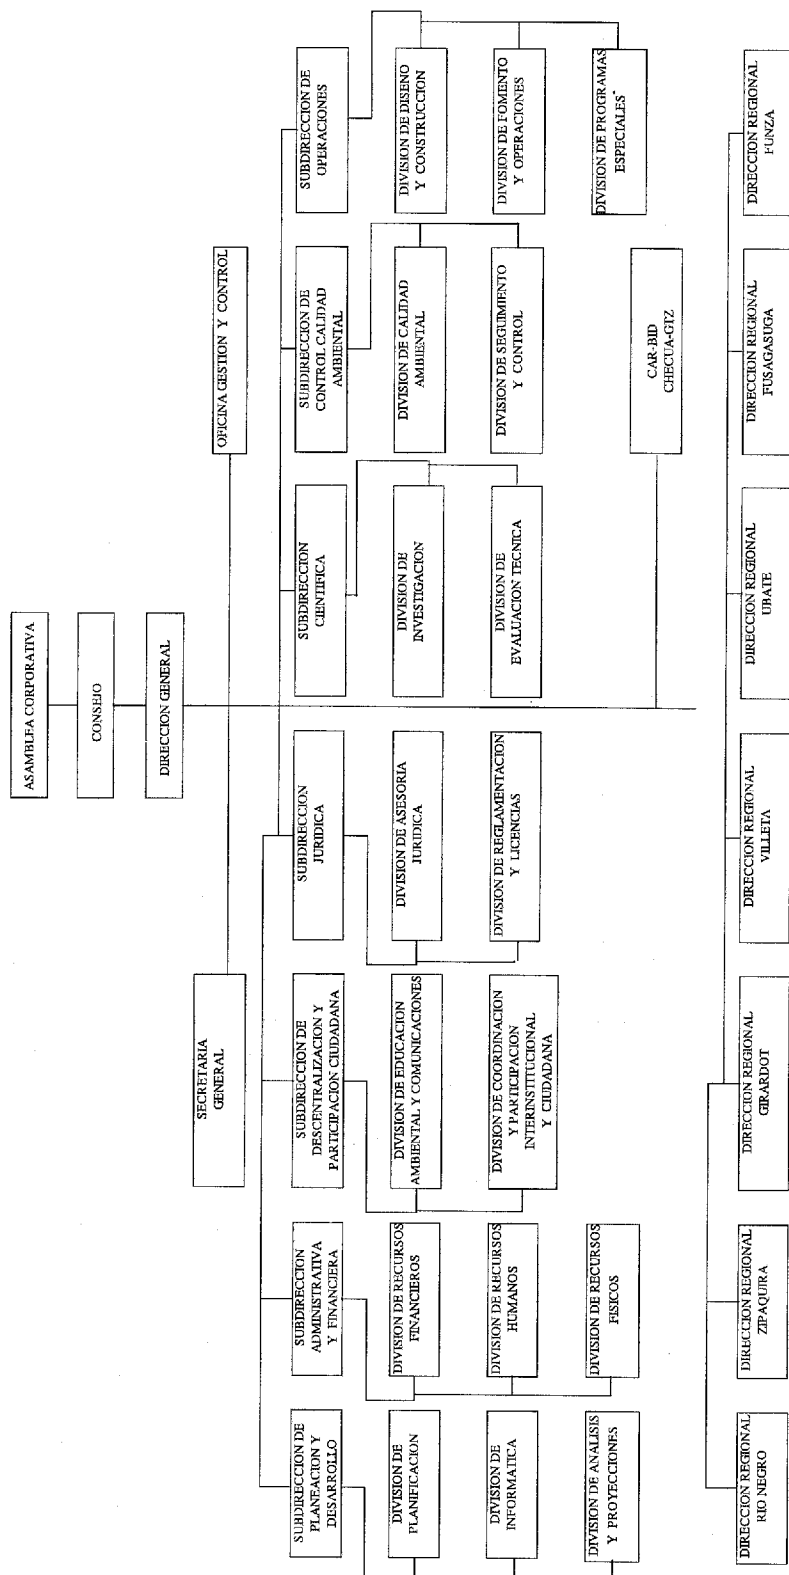 ASAMBLEA CORPORATIVA
CONSEJO
DIRECCION GENERAL
SECRETARIA
GENERAL
OFICINA GESTION Y CONTROL
SUBDIRECCION DE
PLANEACION Y
DESARROLLO
SUBDIRECCION
ADMINISTRATIVA
Y FINANCIERA
SUBDIRECCION DE
DESCENTRALIZACION Y
PARTICIPACION CIUDADANA
SUBDIRECCION
JURIDICA
SUBDIRECCION
CIENTIFICA
SUBDIRECCION DE
CONTROL CALIDAD
AMBIENTAL
SUBDIRECCION DE
OPERACIONES
DIVISION DE
PLANIFICACION
DIVISION DE RECURSOS
FINANCIEROS
DIVISION DE EDUCACION
AMBIENTAL Y COMUNICACIONES
DIVISION DE ASESORIA
JURIDICA
DIVISION DE
INVESTIGACION
DIVISION DE CALIDAD
AMBIENTAL
DIVISION DE DISENO
Y CONSTRUCCION
DIVISION DE
INFORMATICA
DIVISION DE RECURSOS
HUMANOS
DIVISION DE COORDINACION
Y PARTICIPACION
INTERINSTITUCIONAL
Y CIUDADANA
DIVISION DE REGLAMENTACION
Y LICENCIAS
DIVISION DE
EVALUACION TECNICA
DIVISION DE SEGUIMIENTO
Y CONTROL
DIVISION DE FOMENTO
Y OPERACIONES
DIVISION DE ANALISIS
Y PROYECCIONES
DIVISION DE RECURSOS
FISICOS
DIVISION DE PROGRAMAS
ESPECIALES
CAR-BID
CHECUA-GTZ
DIRECCION REGIONAL
RIO NEGRO
DIRECCION REGIONAL
ZIPAQUIRA
DIRECCION REGIONAL
GIRARDOT
DIRECCION REGIONAL
VILLETA
DIRECCION REGIONAL
UBATE
DIRECCION REGIONAL
FUSAGASUGA
DIRECCION REGIONAL
FUNZA